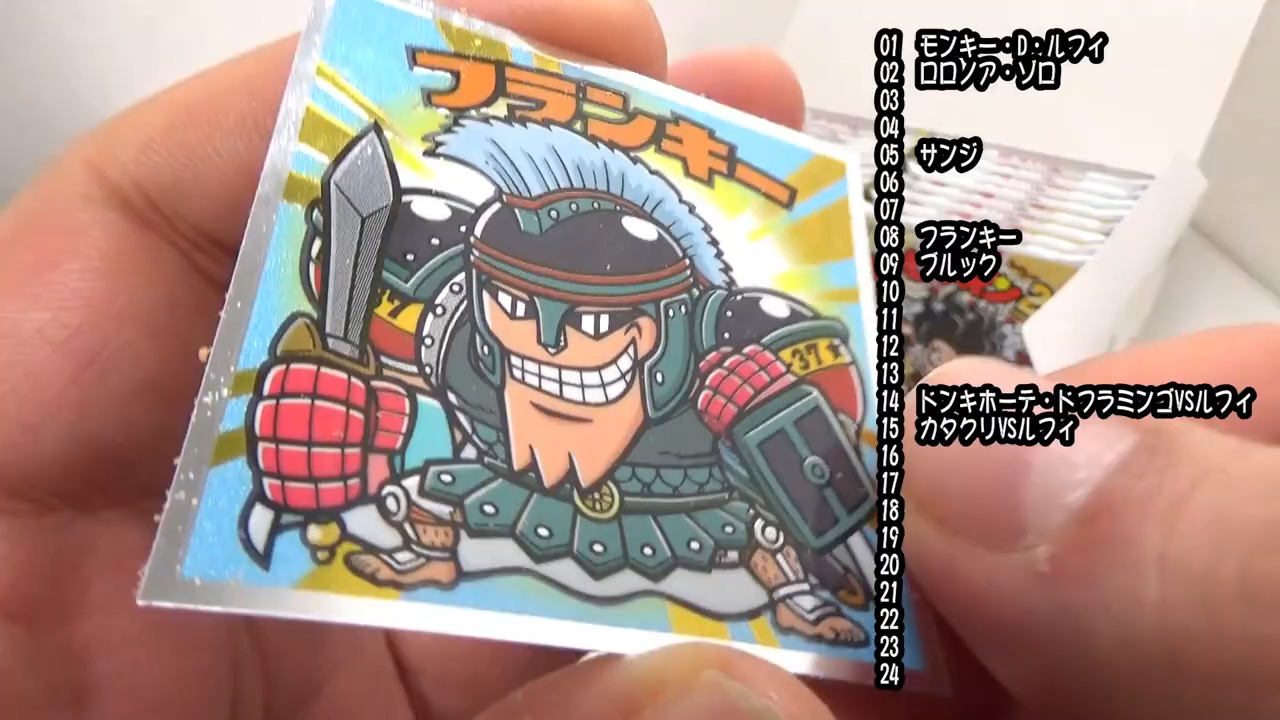 フランキー
37
01 モンキー・D・ルフィ
02 ロロノア・ゾロ
03
04
05 サンジ
06
07
08 フランキー
09 ブルック
10
11
12
13
14 ドンキホーテ・ドフラミンゴVSルフィ
15 カタクリVSルフィ
16
17
18
19
20
21
22
23
24